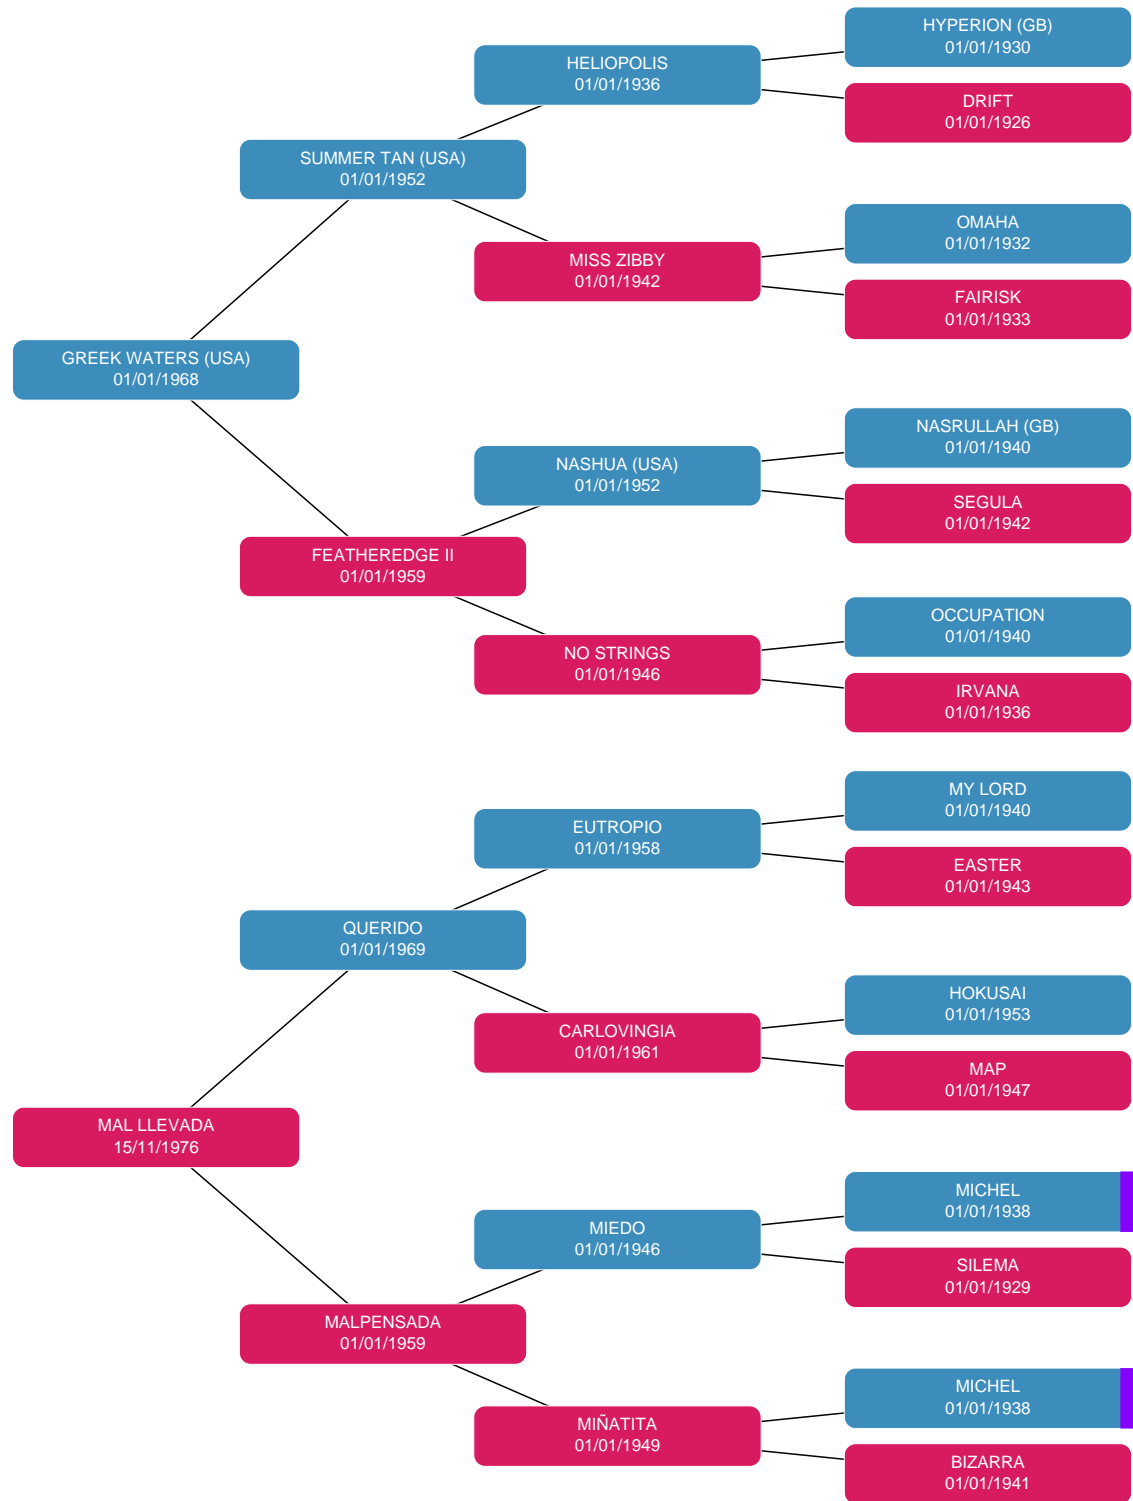 HYPERION (GB)
01/01/1930
HELIOPOLIS
01/01/1936
DRIFT
01/01/1926
SUMMER TAN (USA)
01/01/1952
OMAHA
01/01/1932
MISS ZIBBY
01/01/1942
FAIRISK
01/01/1933
GREEK WATERS (USA)
01/01/1968
NASRULLAH (GB)
01/01/1940
NASHUA (USA)
01/01/1952
SEGULA
01/01/1942
FEATHEREDGE II
01/01/1959
OCCUPATION
01/01/1940
NO STRINGS
01/01/1946
IRVANA
01/01/1936
MY LORD
01/01/1940
EUTROPIO
01/01/1958
EASTER
01/01/1943
QUERIDO
01/01/1969
HOKUSAI
01/01/1953
CARLOVINGIA
01/01/1961
MAP
01/01/1947
MAL LLEVADA
15/11/1976
MICHEL
01/01/1938
MIEDO
01/01/1946
SILEMA
01/01/1929
MALPENSADA
01/01/1959
MICHEL
01/01/1938
MIÑATITA
01/01/1949
BIZARRA
01/01/1941